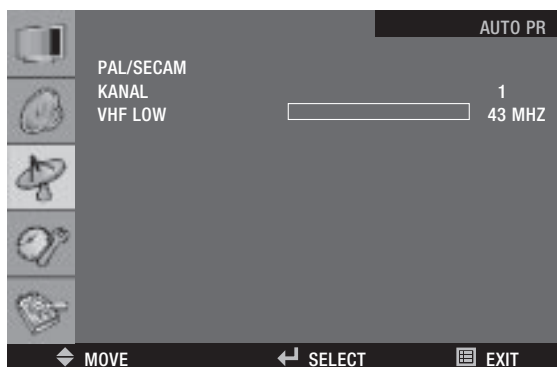 AUTO PR
PAL/SECAM
KANAL 1
VHF LOW 43 MHZ
MOVE SELECT EXIT